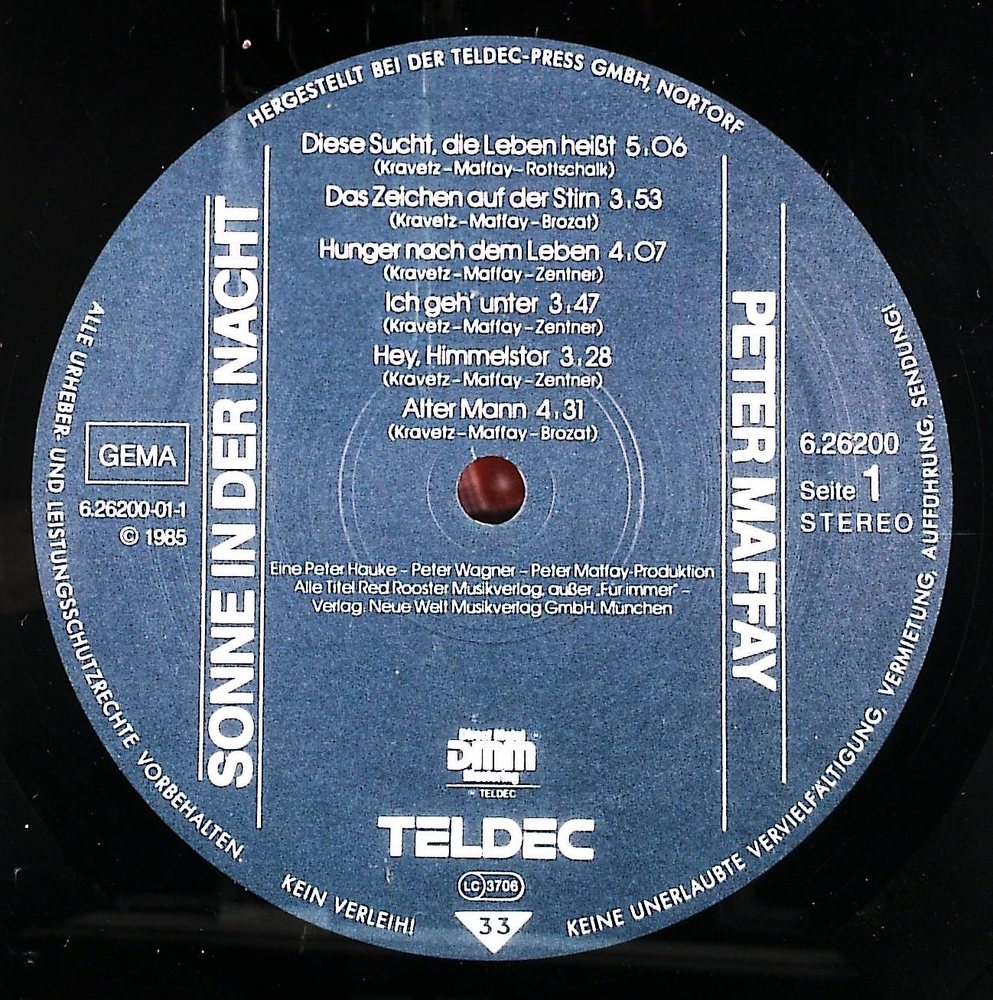 HERGESTELLT BEI DER TELDEC-PRESS GMBH, NORTORF
Diese Sucht, die Leben heißt 5:06
(Kravetz-Maffay-Rottschalk)
Das Zeichen auf der Stirn 3:53
(Kravetz-Maffay-Brozat)
Hunger nach dem Leben 4:07
(Kravetz-Maffay-Zentner)
Ich geh' unter 3:47
(Kravetz-Maffay-Zentner)
Hey, Himmelstor 3:28
(Kravetz-Maffay-Zentner)
Alter Mann 4:31
(Kravetz-Maffay-Brozat)
SONNE IN DER NACHT
PETER MAFFAY
GEMA
6.26200-01-1
© 1985
6.26200
Seite 1
STEREO
Eine Peter Hauke - Peter Wagner - Peter Maffay-Produktion
Alle Titel Red Rooster Musikverlag, außer „Für immer" -
Verlag: Neue Welt Musikverlag GmbH, München
Direct Metal
DMM
Mastering
TELDEC
TELDEC
LC 3706
33
ALLE URHEBER- UND LEISTUNGSSCHUTZRECHTE VORBEHALTEN.
KEIN VERLEIH!
KEINE UNERLAUBTE VERVIELFÄLTIGUNG, VERMIETUNG, AUFFÜHRUNG, SENDUNG!